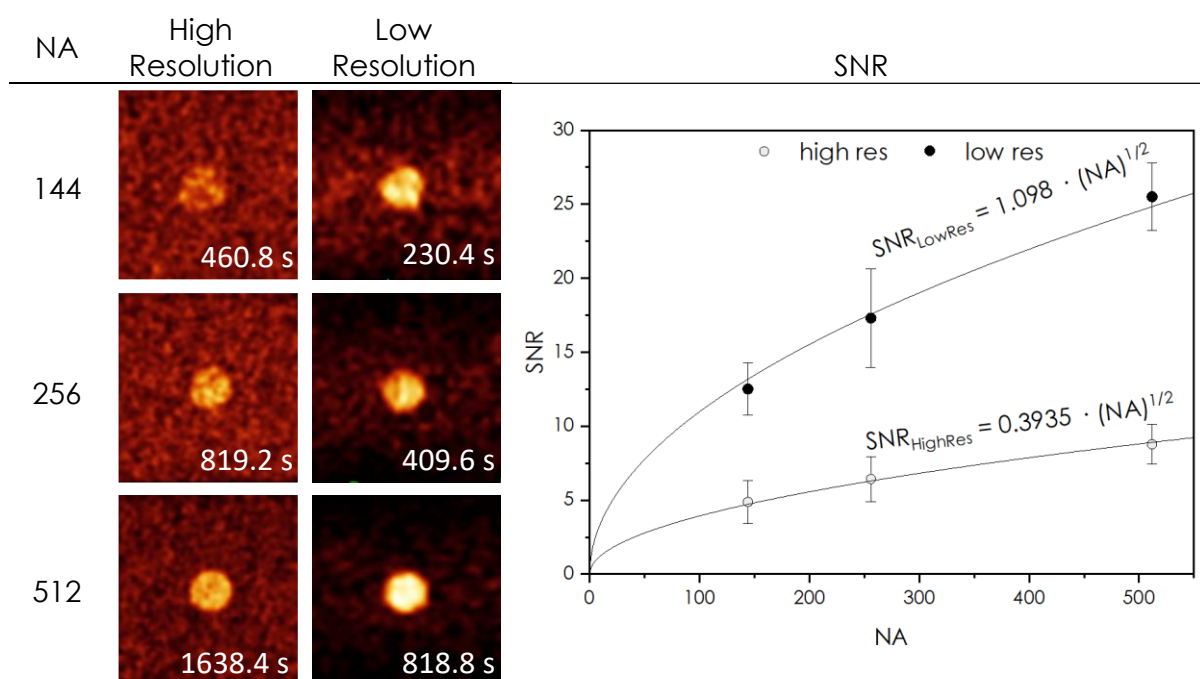 NA
High
Resolution
Low
Resolution
SNR
144
460.8 s
230.4 s
256
819.2 s
409.6 s
512
1638.4 s
818.8 s
30
25
20
15
10
5
0
SNR
high res
low res
SNR_LowRes = 1.098 · (NA)^1/2
SNR_HighRes = 0.3935 · (NA)^1/2
0
100
200
300
400
500
NA